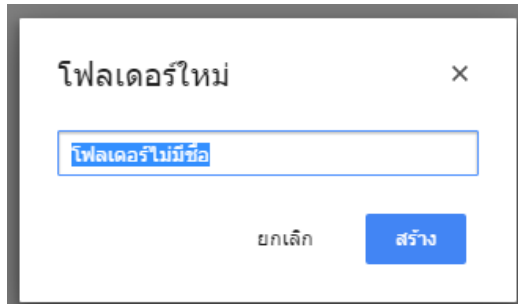 โฟลเดอร์ใหม่
โฟลเดอร์ไม่มีชื่อ
ยกเลิก สร้าง